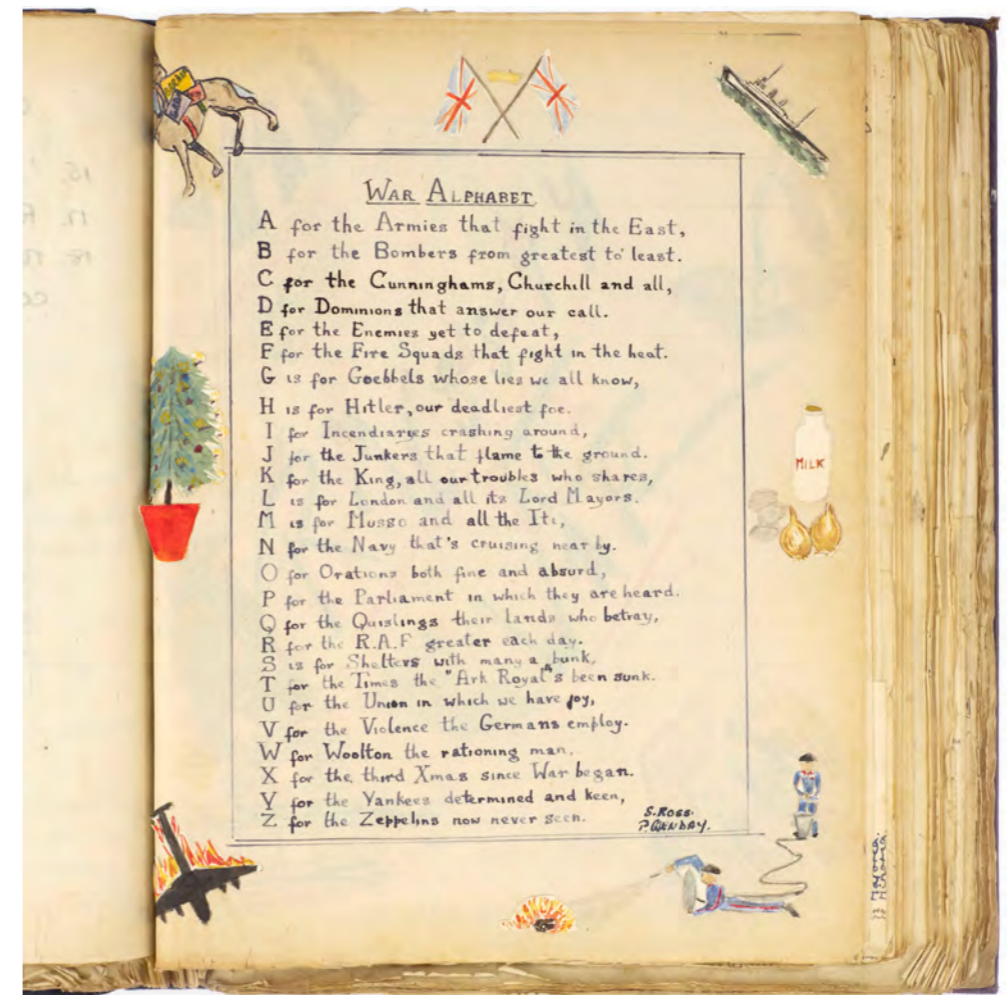 WAR ALPHABET
A for the Armies that fight in the East,
B for the Bombers from greatest to least.
C for the Cunninghams, Churchill and all,
D for Dominions that answer our call.
E for the Enemies yet to defeat,
F for the Fire Squads that fight in the heat.
G is for Goebbels whose lies we all know,
H is for Hitler, our deadliest foe.
I for Incendiaries crashing around,
J for the Junkers that flame to the ground.
K for the King, all our troubles who shares,
L is for London and all its Lord Mayors.
M is for Musso and all the Iti,
N for the Navy that's cruising near by.
O for Orations both fine and absurd,
P for the Parliament in which they are heard.
Q for the Quislings their lands who betray,
R for the R.A.F greater each day.
S is for Shelters with many a bunk,
T for the Times the "Ark Royal"s been sunk.
U for the Union in which we have joy,
V for the Violence the Germans employ.
W for Woolton the rationing man,
X for the third Xmas since War began.
Y for the Yankees determined and keen,
Z for the Zeppelins now never seen.
S. ROSS.
MILK